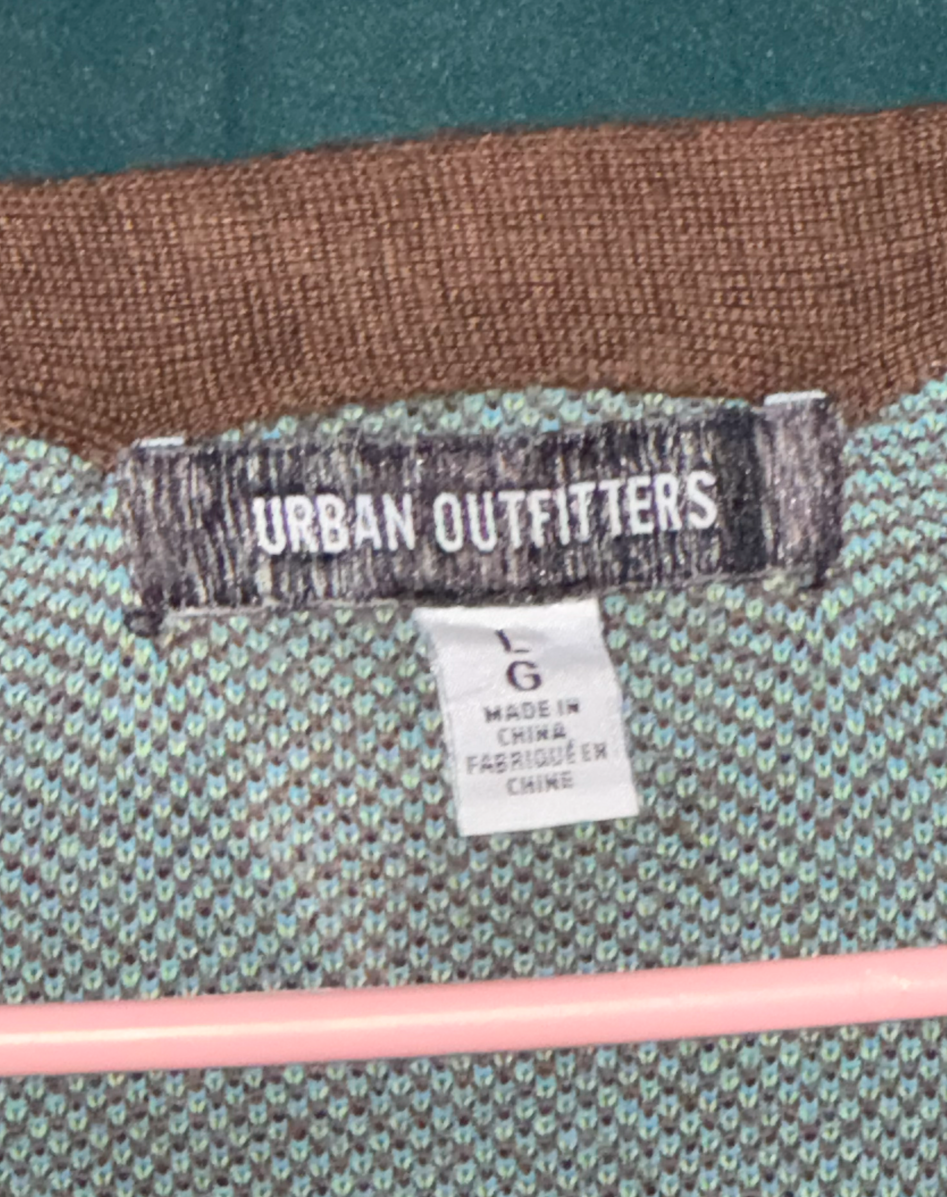 URBAN OUTFITTERS
L
G
MADE IN
CHINA
FABRIQUÉ EN
CHINE